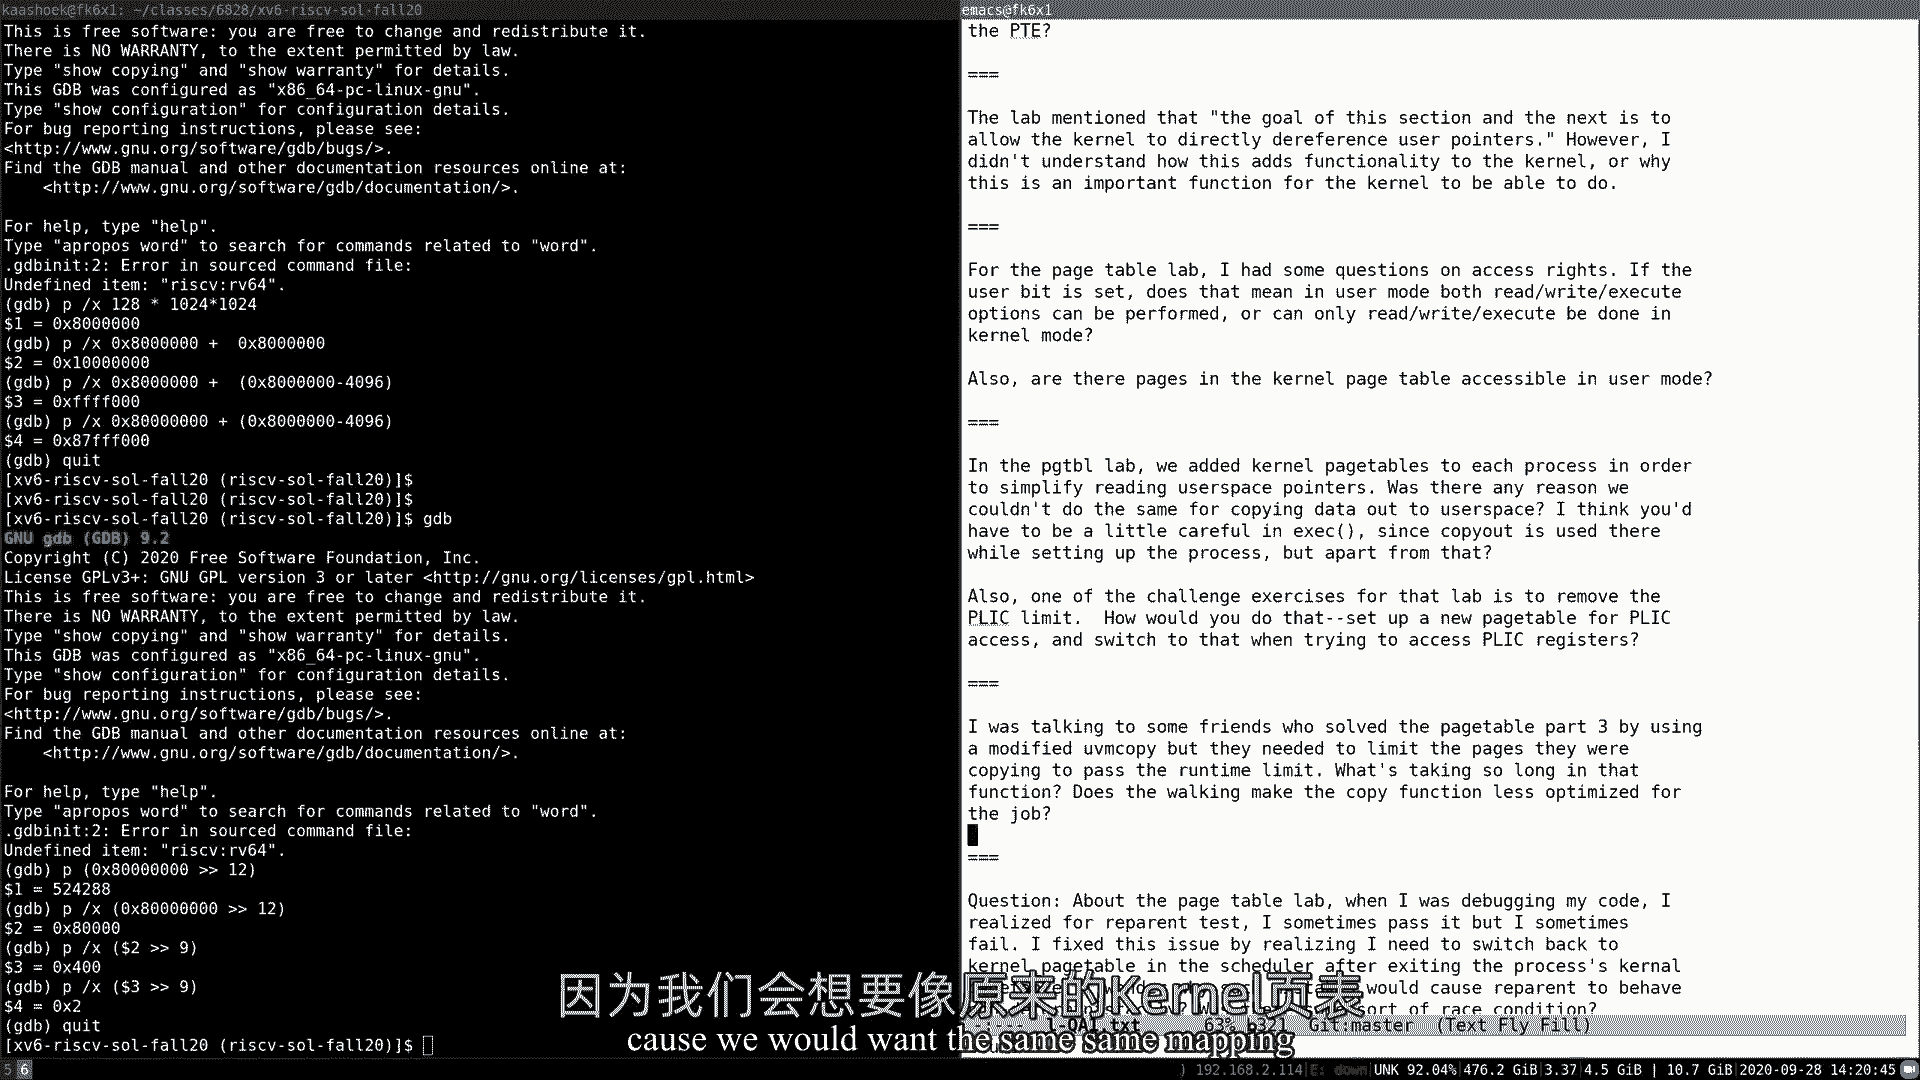 kaashoek@fk6x1: ~/classes/6828/xv6-riscv-sol-fall20
This is free software: you are free to change and redistribute it.
There is NO WARRANTY, to the extent permitted by law.
Type "show copying" and "show warranty" for details.
This GDB was configured as "x86_64-pc-linux-gnu".
Type "show configuration" for configuration details.
For bug reporting instructions, please see:
<http://www.gnu.org/software/gdb/bugs/>.
Find the GDB manual and other documentation resources online at:
    <http://www.gnu.org/software/gdb/documentation/>.
For help, type "help".
Type "apropos word" to search for commands related to "word".
.gdbinit:2: Error in sourced command file:
Undefined item: "riscv:rv64".
(gdb) p /x 128 * 1024*1024
$1 = 0x8000000
(gdb) p /x 0x8000000 +  0x8000000
$2 = 0x10000000
(gdb) p /x 0x8000000 +  (0x8000000-4096)
$3 = 0xffff000
(gdb) p /x 0x80000000 + (0x8000000-4096)
$4 = 0x87fff000
(gdb) quit
[xv6-riscv-sol-fall20 (riscv-sol-fall20)]$
[xv6-riscv-sol-fall20 (riscv-sol-fall20)]$
[xv6-riscv-sol-fall20 (riscv-sol-fall20)]$ gdb
GNU gdb (GDB) 9.2
Copyright (C) 2020 Free Software Foundation, Inc.
License GPLv3+: GNU GPL version 3 or later <http://gnu.org/licenses/gpl.html>
This is free software: you are free to change and redistribute it.
There is NO WARRANTY, to the extent permitted by law.
Type "show copying" and "show warranty" for details.
This GDB was configured as "x86_64-pc-linux-gnu".
Type "show configuration" for configuration details.
For bug reporting instructions, please see:
<http://www.gnu.org/software/gdb/bugs/>.
Find the GDB manual and other documentation resources online at:
    <http://www.gnu.org/software/gdb/documentation/>.
For help, type "help".
Type "apropos word" to search for commands related to "word".
.gdbinit:2: Error in sourced command file:
Undefined item: "riscv:rv64".
(gdb) p (0x80000000 >> 12)
$1 = 524288
(gdb) p /x (0x80000000 >> 12)
$2 = 0x80000
(gdb) p /x ($2 >> 9)
$3 = 0x400
(gdb) p /x ($3 >> 9)
$4 = 0x2
(gdb) quit
[xv6-riscv-sol-fall20 (riscv-sol-fall20)]$
emacs@fk6x1
the PTE?
===
The lab mentioned that "the goal of this section and the next is to
allow the kernel to directly dereference user pointers." However, I
didn't understand how this adds functionality to the kernel, or why
this is an important function for the kernel to be able to do.
===
For the page table lab, I had some questions on access rights. If the
user bit is set, does that mean in user mode both read/write/execute
options can be performed, or can only read/write/execute be done in
kernel mode?
Also, are there pages in the kernel page table accessible in user mode?
===
In the pgtbl lab, we added kernel pagetables to each process in order
to simplify reading userspace pointers. Was there any reason we
couldn't do the same for copying data out to userspace? I think you'd
have to be a little careful in exec(), since copyout is used there
while setting up the process, but apart from that?
Also, one of the challenge exercises for that lab is to remove the
PLIC limit.  How would you do that--set up a new pagetable for PLIC
access, and switch to that when trying to access PLIC registers?
===
I was talking to some friends who solved the pagetable part 3 by using
a modified uvmcopy but they needed to limit the pages they were
copying to pass the runtime limit. What's taking so long in that
function? Does the walking make the copy function less optimized for
the job?
===
Question: About the page table lab, when I was debugging my code, I
realized for reparent test, I sometimes pass it but I sometimes
fail. I fixed this issue by realizing I need to switch back to
kernel pagetable in the scheduler after exiting the process's kernel
would cause reparent to behave
sort of race condition?
l-QA1.txt 63% Git:master (Text Fly Fill)
因为我们会想要像原来的Kernel页表
cause we would want the same same mapping
5 6
192.168.2.114 E: down UNK 92.04% 476.2 GiB 3.37 4.5 GiB | 10.7 GiB 2020-09-28 14:20:45